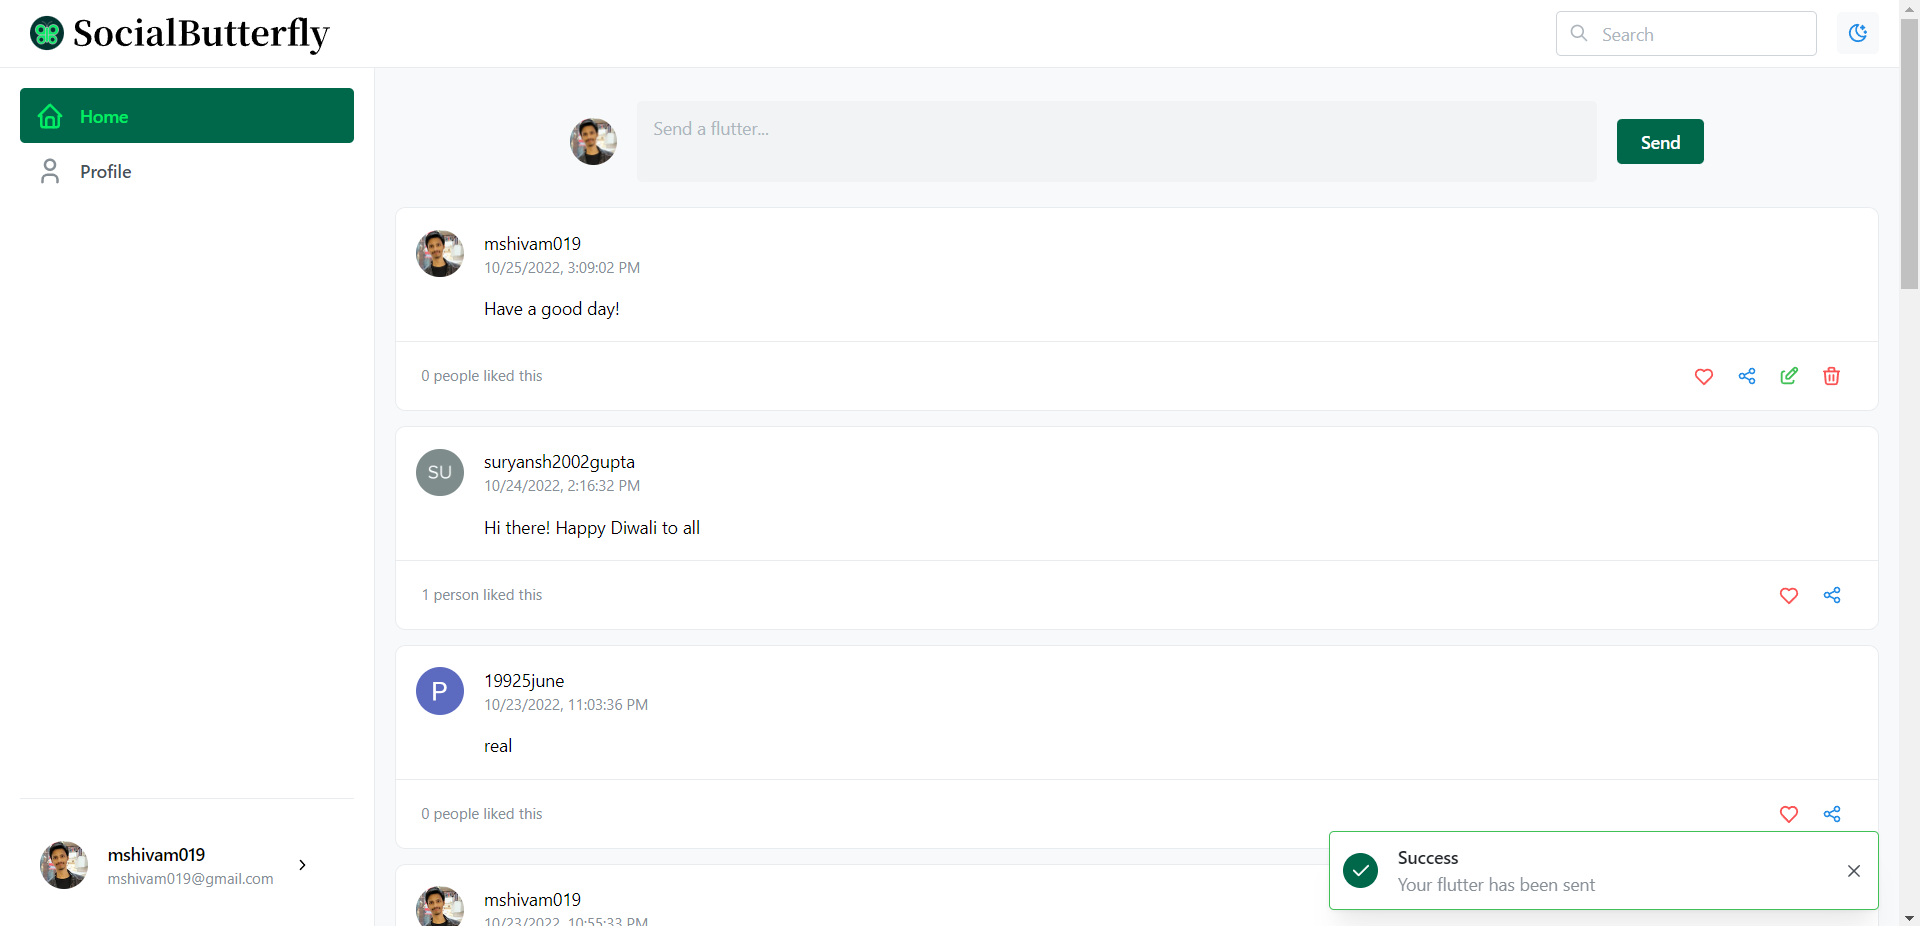 SocialButterfly
Search
Home
Profile
Send a flutter...
Send
mshivam019
10/25/2022, 3:09:02 PM
Have a good day!
0 people liked this
SU
suryansh2002gupta
10/24/2022, 2:16:32 PM
Hi there! Happy Diwali to all
1 person liked this
P
19925june
10/23/2022, 11:03:36 PM
real
0 people liked this
mshivam019
10/23/2022, 10:55:33 PM
mshivam019
mshivam019@gmail.com
Success
Your flutter has been sent